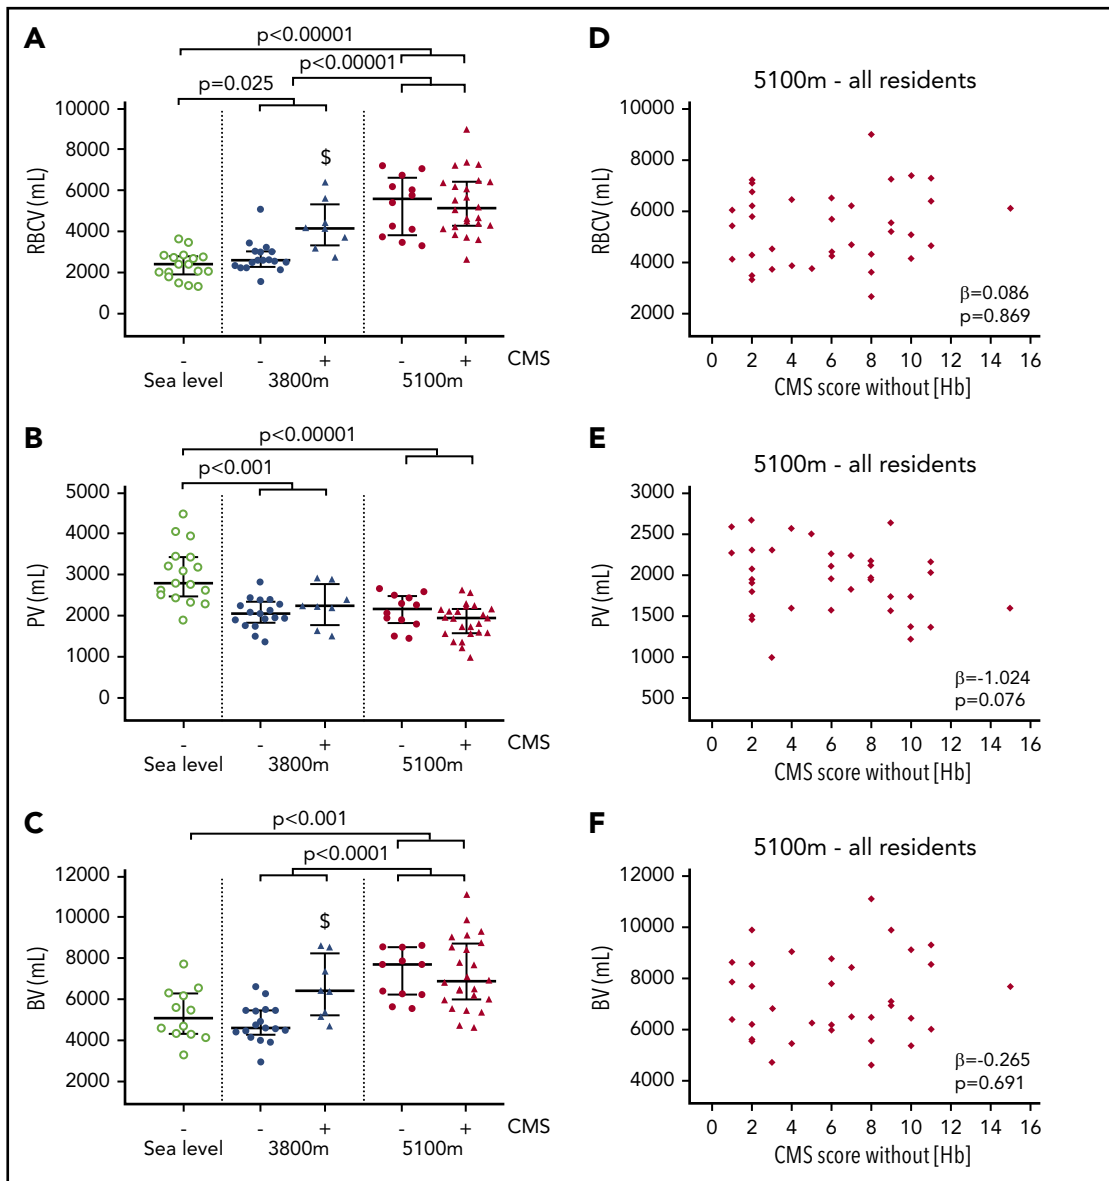 A
p<0.00001
p<0.00001
p=0.025
$
RBCV (mL)
10000
8000
6000
4000
2000
0
- - + - + CMS
Sea level 3800m 5100m
D
5100m - all residents
RBCV (mL)
10000
8000
6000
4000
2000
β=0.086
p=0.869
0 2 4 6 8 10 12 14 16
CMS score without [Hb]
B
p<0.00001
p<0.001
PV (mL)
5000
4000
3000
2000
1000
0
- - + - + CMS
Sea level 3800m 5100m
E
5100m - all residents
PV (mL)
3000
2500
2000
1500
1000
500
β=-1.024
p=0.076
0 2 4 6 8 10 12 14 16
CMS score without [Hb]
C
p<0.001
p<0.0001
$
BV (mL)
12000
10000
8000
6000
4000
2000
- - + - + CMS
Sea level 3800m 5100m
F
5100m - all residents
BV (mL)
12000
10000
8000
6000
4000
β=-0.265
p=0.691
0 2 4 6 8 10 12 14 16
CMS score without [Hb]